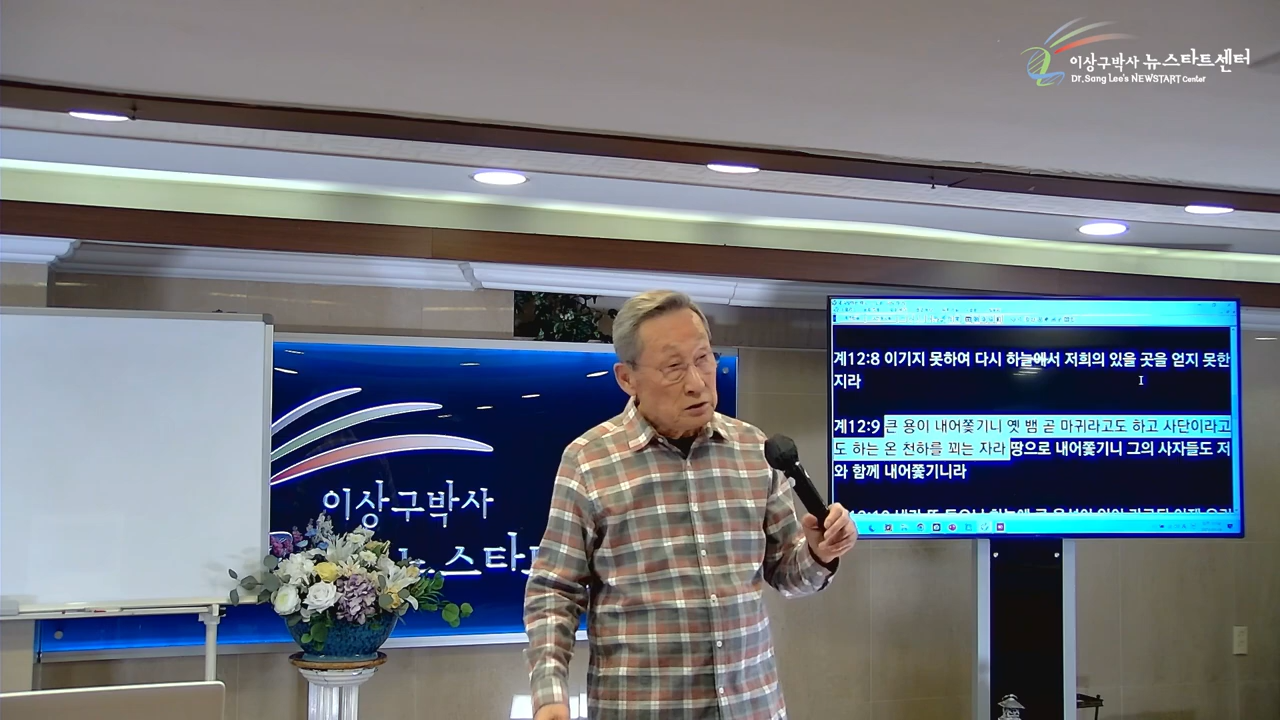 이상구박사 뉴스타트센터
Dr.Sang Lee's NEWSTART Center
계12:8 이기지 못하여 다시 하늘에서 저희의 있을 곳을 얻지 못한
지라
계12:9 큰 용이 내어쫓기니 옛 뱀 곧 마귀라고도 하고 사단이라고
도 하는 온 천하를 꾀는 자라 땅으로 내어쫓기니 그의 사자들도 저
와 함께 내어쫓기니라
이상구박사
뉴스타트